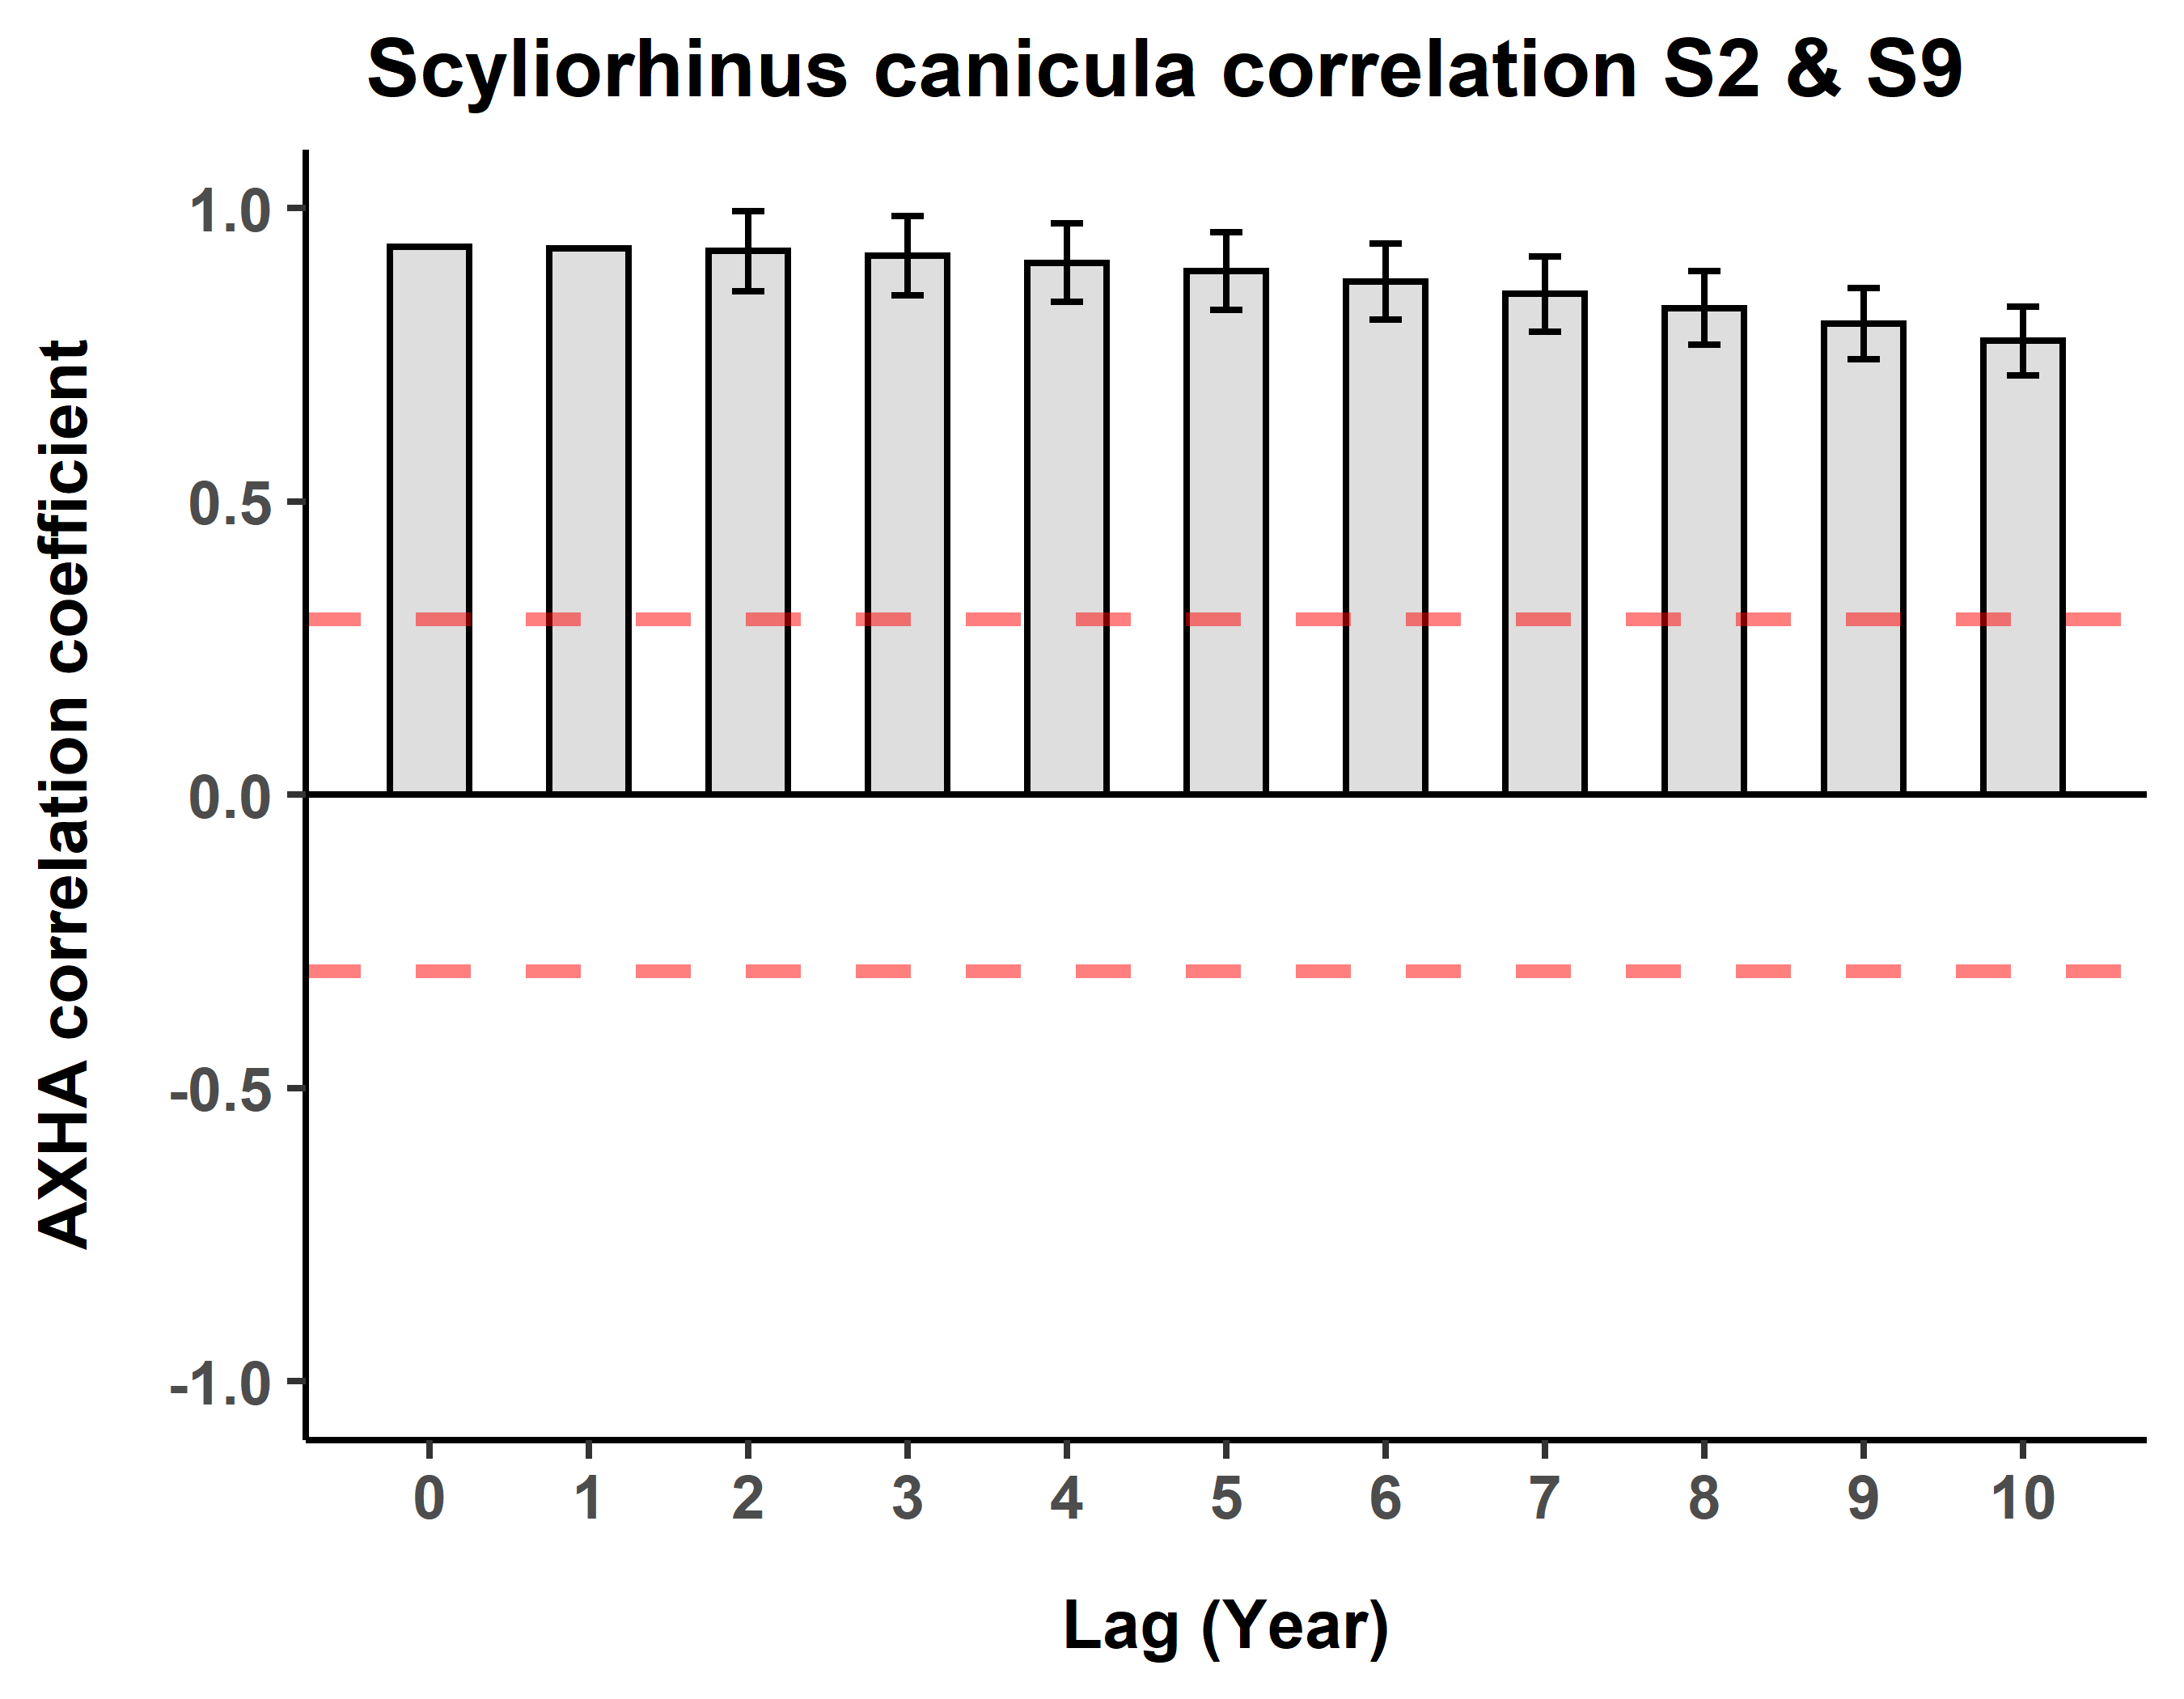 Scyliorhinus canicula correlation S2 & S9
AXHA correlation coefficient
1.0
0.5
0.0
-0.5
-1.0
0 1 2 3 4 5 6 7 8 9 10
Lag (Year)